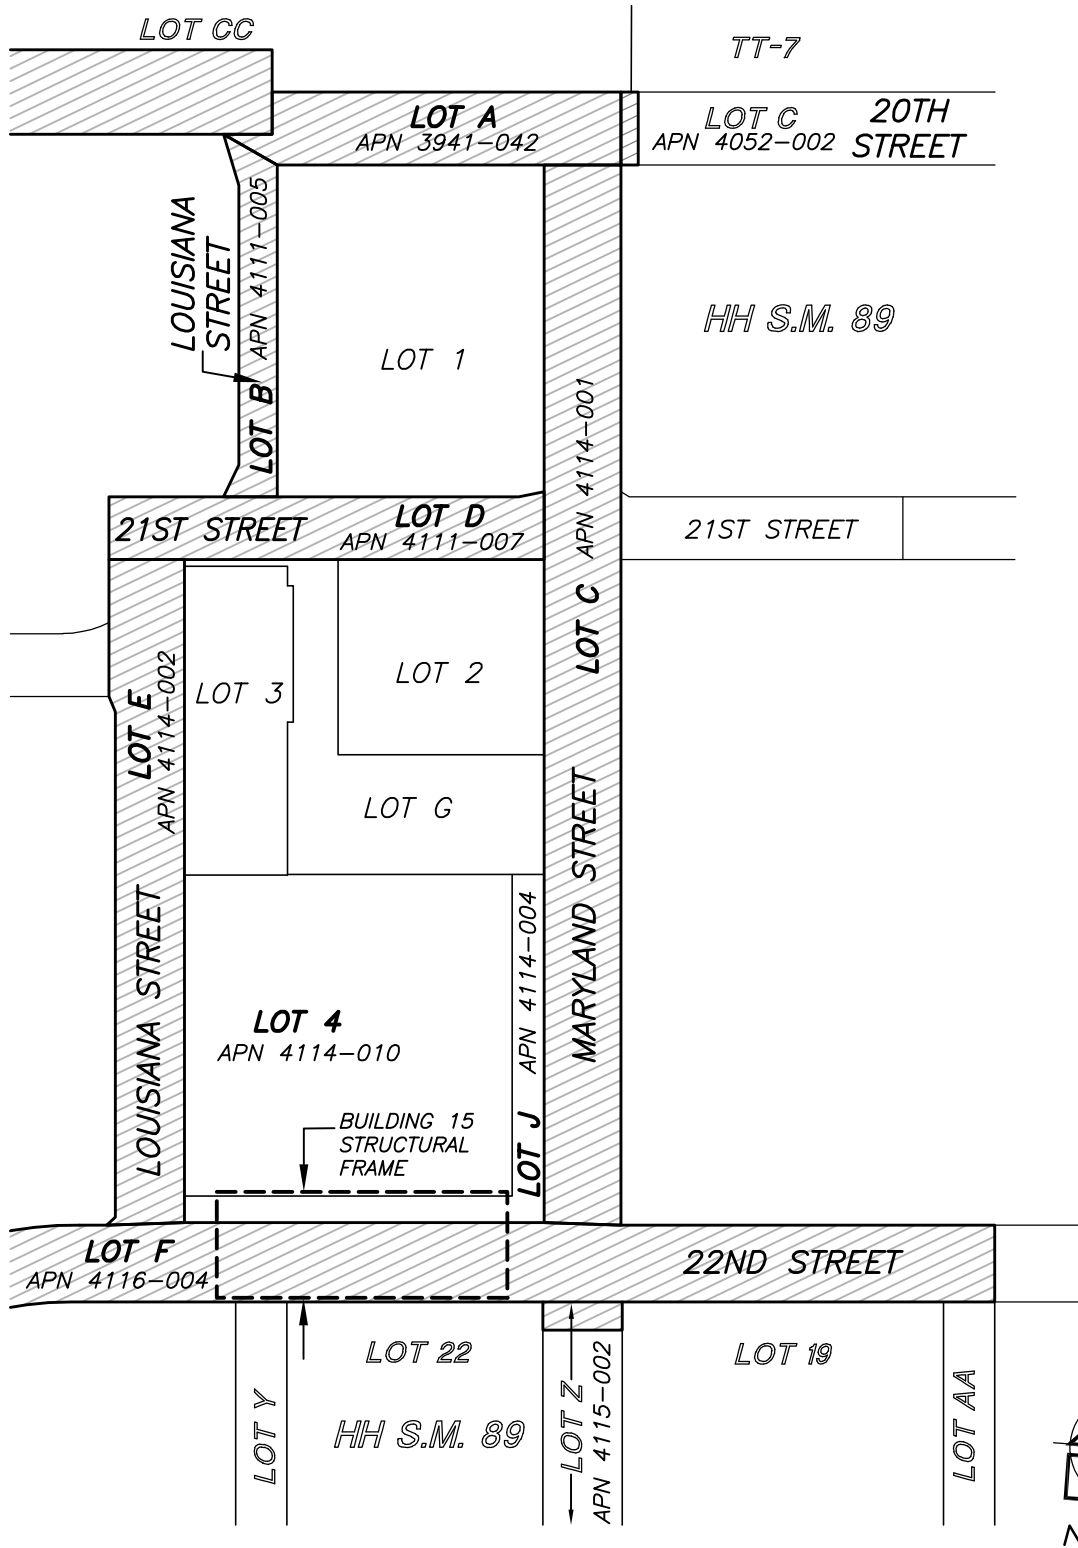 LOT CC
TT-7
LOT A
APN 3941-042
LOT C
APN 4052-002
20TH
STREET
LOUISIANA
STREET
LOT B APN 4111-005
LOT 1
HH S.M. 89
LOT C APN 4114-001
21ST STREET
LOT D
APN 4111-007
21ST STREET
LOT E
APN 4114-002
LOT 3
LOT 2
LOT G
MARYLAND STREET
LOUISIANA STREET
LOT 4
APN 4114-010
LOT J APN 4114-004
BUILDING 15
STRUCTURAL
FRAME
LOT F
APN 4116-004
22ND STREET
LOT 22
LOT 19
LOT Y
HH S.M. 89
LOT Z
APN 4115-002
LOT AA